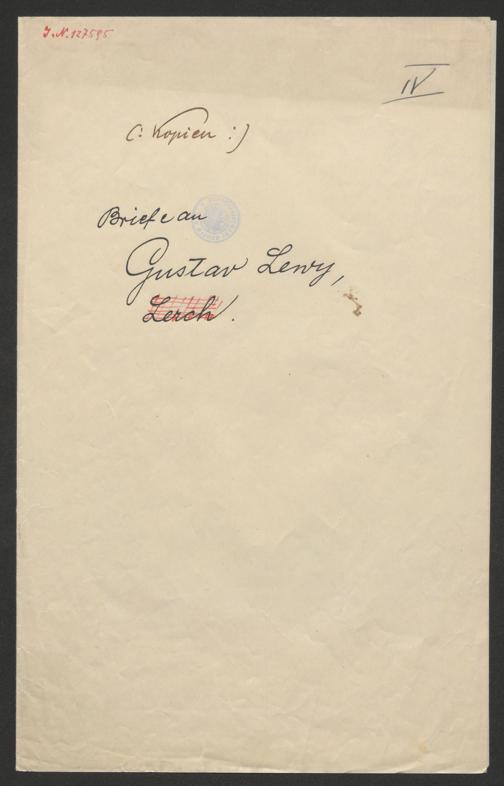 J.N.127595
IV
(: Kopien :)
Briefe an
Gustav Lewy,
Lerch.